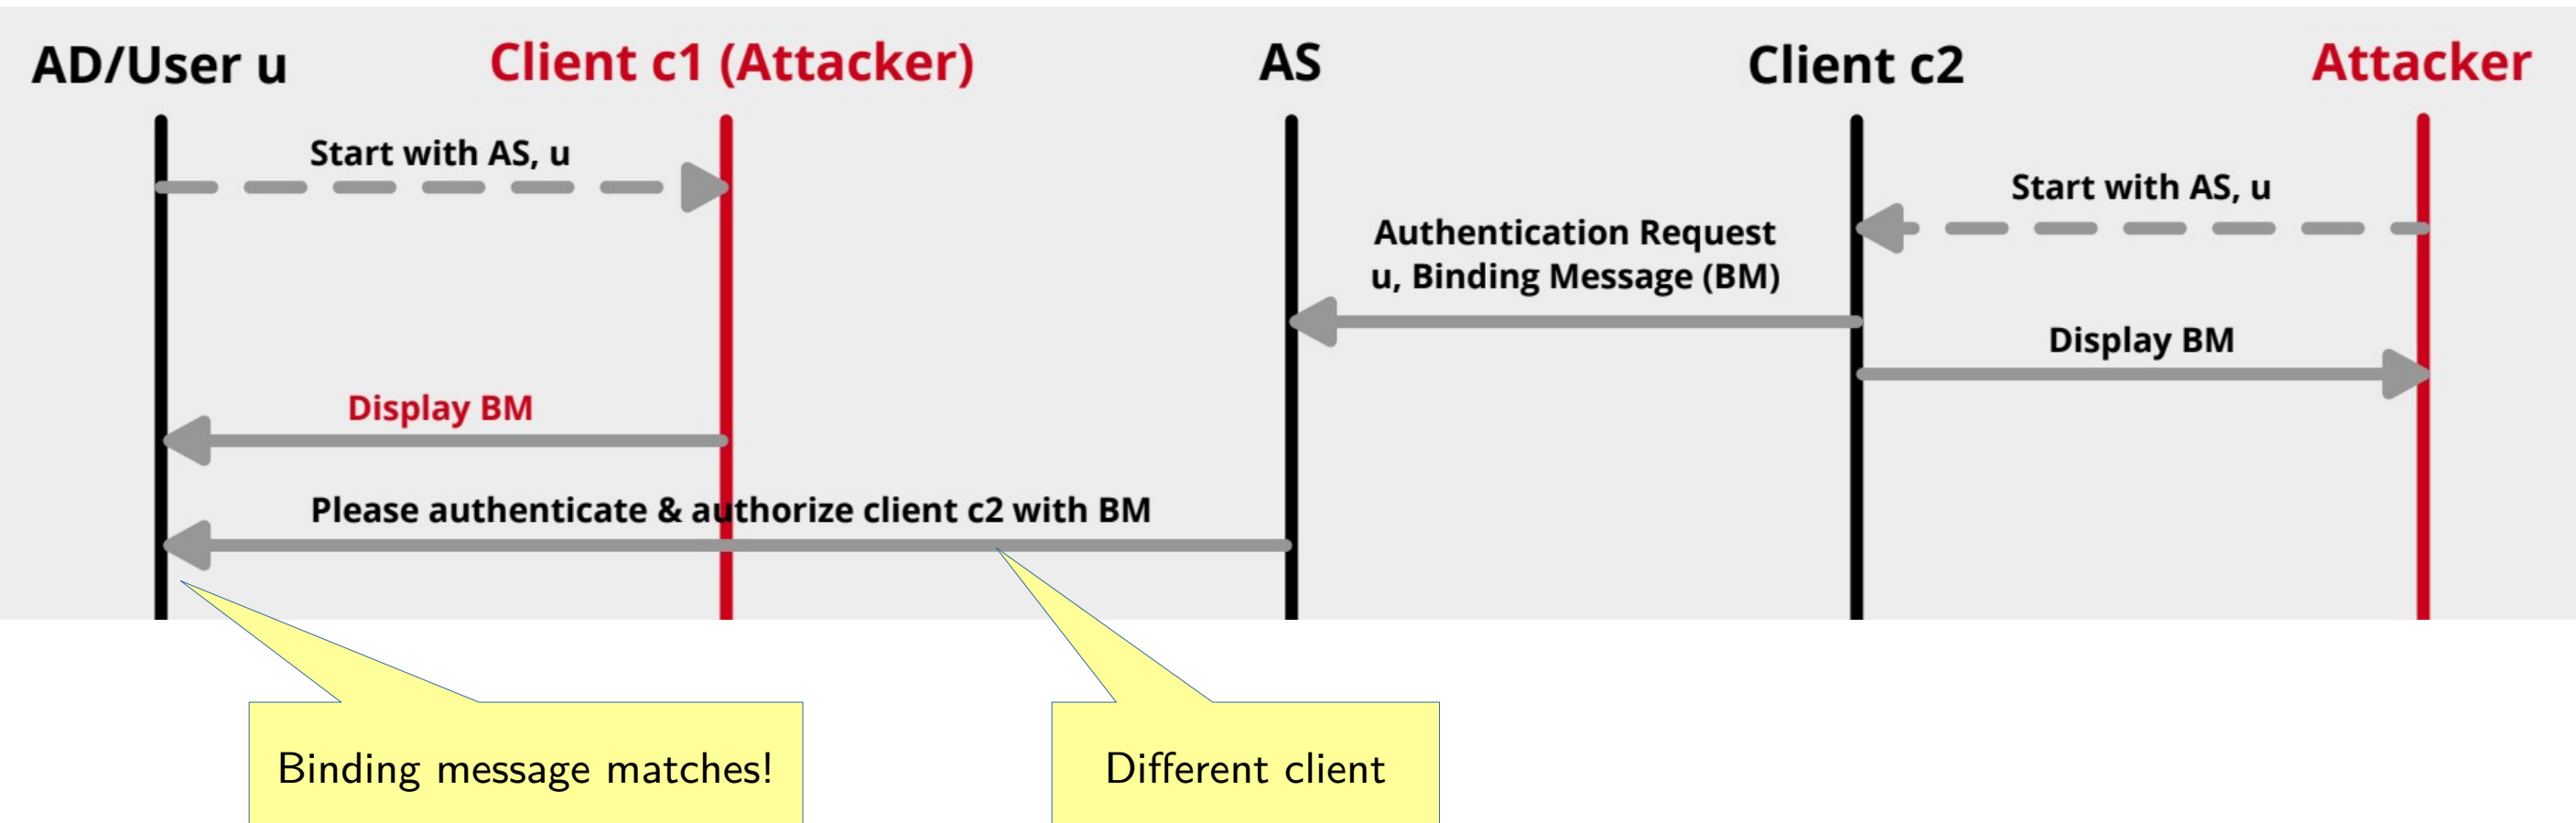 AD/User u
Client c1 (Attacker)
AS
Client c2
Attacker
Start with AS, u
Start with AS, u
Authentication Request
u, Binding Message (BM)
Display BM
Display BM
Please authenticate & authorize client c2 with BM
Binding message matches!
Different client